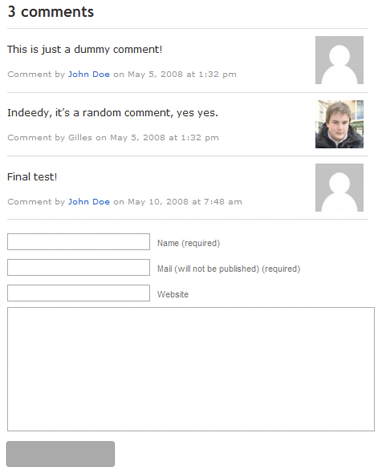 3 comments
This is just a dummy comment!
Comment by John Doe on May 5, 2008 at 1:32 pm
Indeedy, it's a random comment, yes yes.
Comment by Gilles on May 5, 2008 at 1:32 pm
Final test!
Comment by John Doe on May 10, 2008 at 7:48 am
Name (required)
Mail (will not be published) (required)
Website